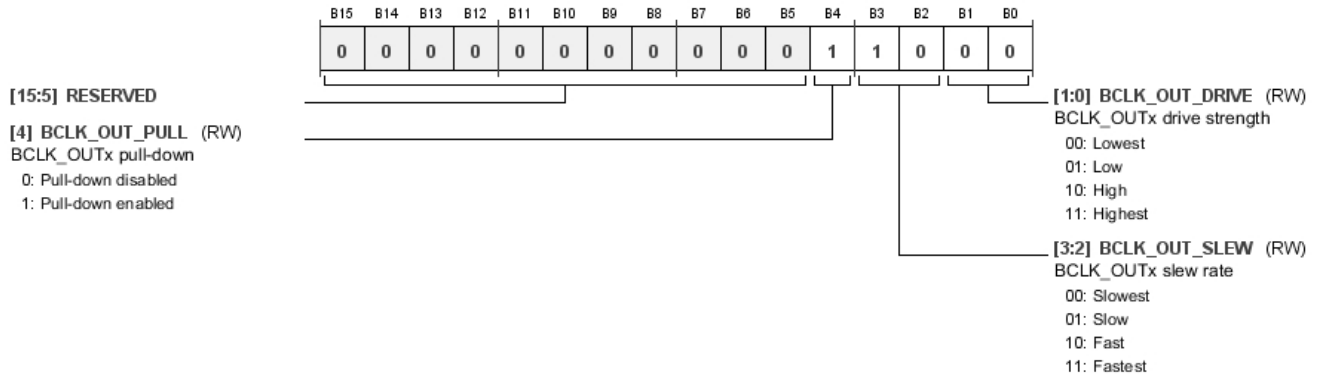 B15 B14 B13 B12 B11 B10 B9 B8 B7 B6 B5 B4 B3 B2 B1 B0
0 0 0 0 0 0 0 0 0 0 0 1 1 0 0 0
[15:5] RESERVED
[4] BCLK_OUT_PULL (RW)
BCLK_OUTx pull-down
0: Pull-down disabled
1: Pull-down enabled
[1:0] BCLK_OUT_DRIVE (RW)
BCLK_OUTx drive strength
00: Lowest
01: Low
10: High
11: Highest
[3:2] BCLK_OUT_SLEW (RW)
BCLK_OUTx slew rate
00: Slowest
01: Slow
10: Fast
11: Fastest